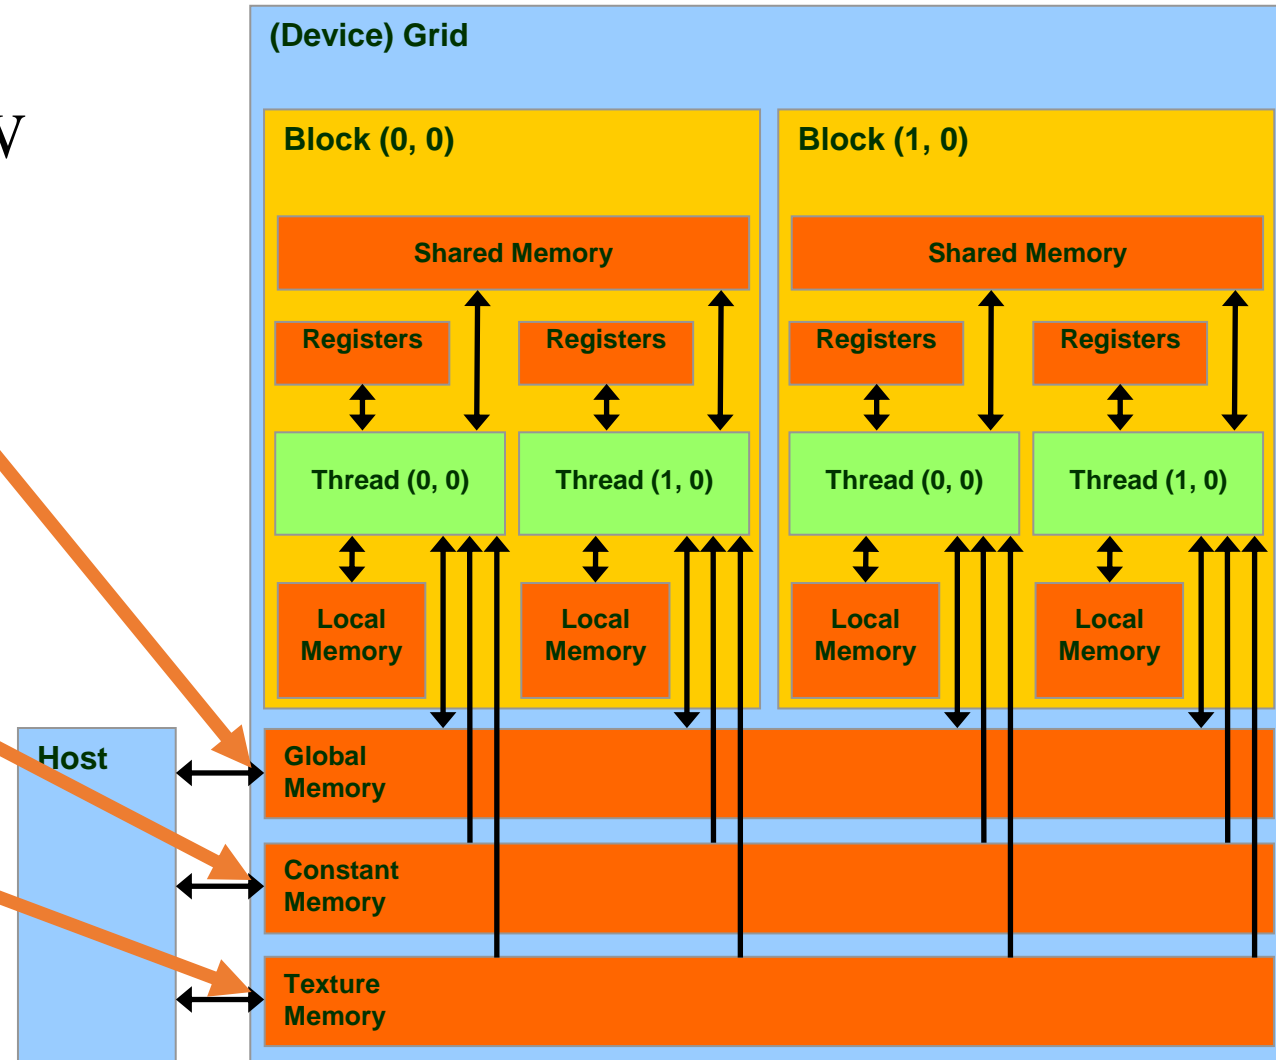 (Device) Grid
Block (0, 0)
Block (1, 0)
Shared Memory
Shared Memory
Registers
Registers
Registers
Registers
Thread (0, 0)
Thread (1, 0)
Thread (0, 0)
Thread (1, 0)
Local
Memory
Local
Memory
Local
Memory
Local
Memory
Host
Global
Memory
Constant
Memory
Texture
Memory